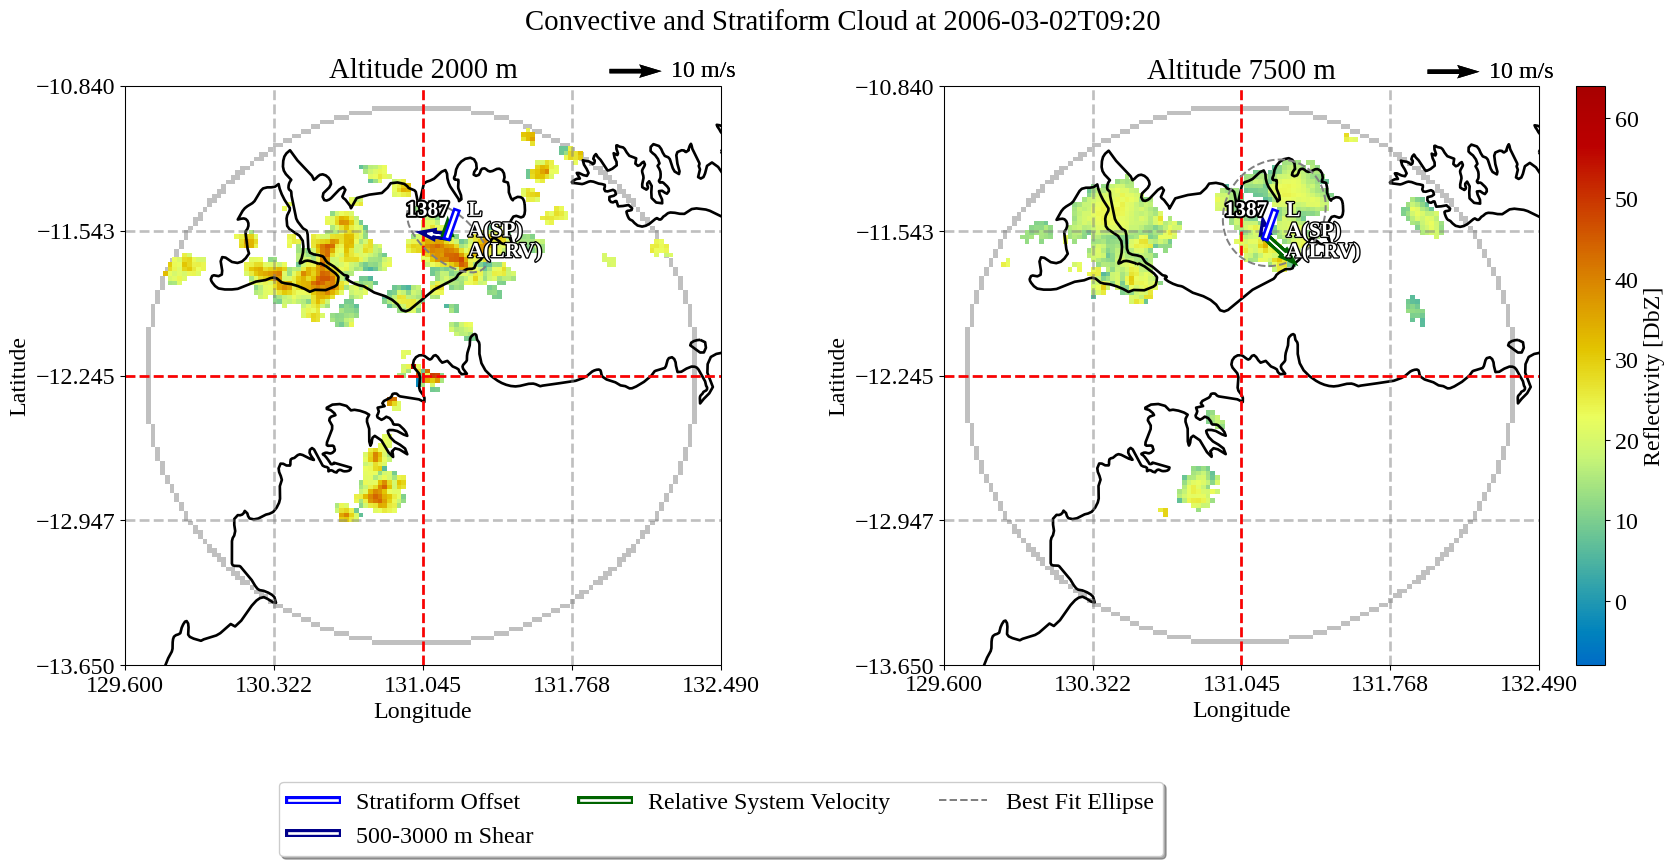 Convective and Stratiform Cloud at 2006-03-02T09:20
Altitude 2000 m
10 m/s
Altitude 7500 m
10 m/s
−10.840
−11.543
−12.245
−12.947
−13.650
Latitude
129.600
130.322
131.045
131.768
132.490
Longitude
1387
L
A(SP)
A(LRV)
−10.840
−11.543
−12.245
−12.947
−13.650
Latitude
129.600
130.322
131.045
131.768
132.490
Longitude
1387
L
A(SP)
A(LRV)
60
50
40
30
20
10
0
Reflectivity [DbZ]
Stratiform Offset
Relative System Velocity
Best Fit Ellipse
500-3000 m Shear